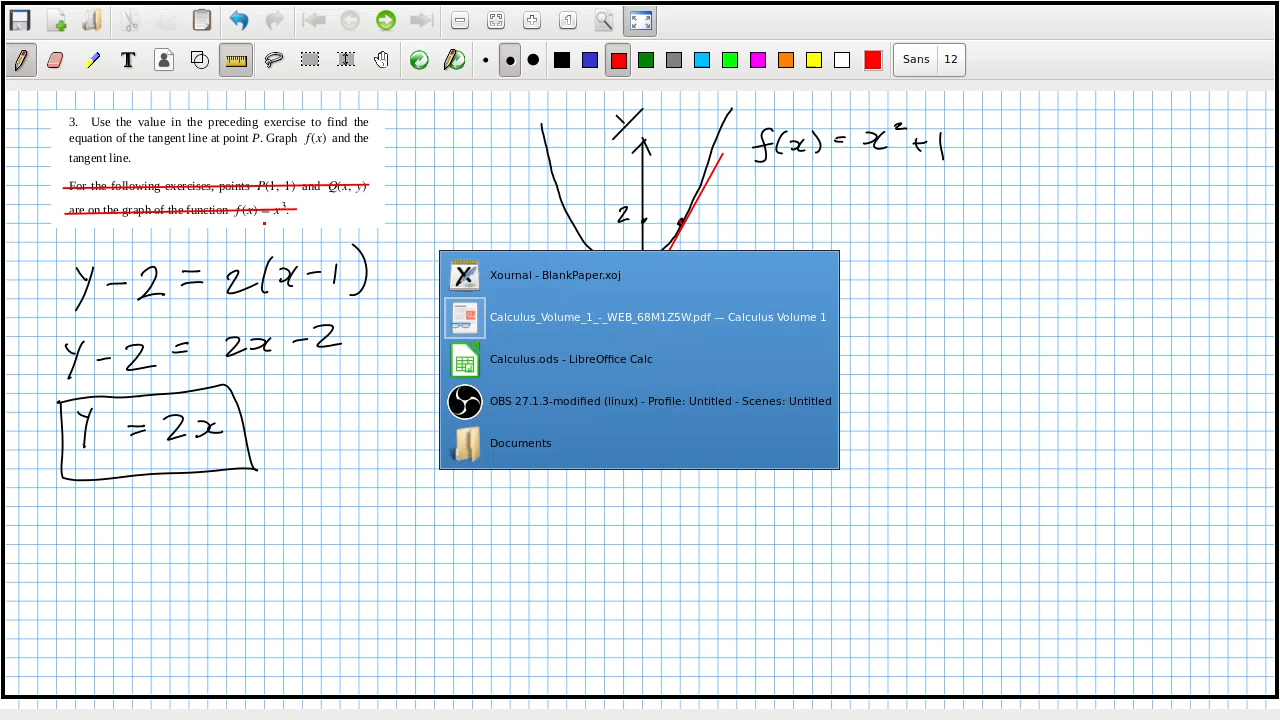 Sans 12
3. Use the value in the preceding exercise to find the
equation of the tangent line at point P. Graph f(x) and the
tangent line.
For the following exercises, points P(1, 1) and Q(x, y)
are on the graph of the function f(x) = x³.
y - 2 = 2(x - 1)
y - 2 = 2x - 2
y = 2x
y
f(x) = x² + 1
2
Xournal - BlankPaper.xoj
Calculus_Volume_1_-_WEB_68M1Z5W.pdf — Calculus Volume 1
Calculus.ods - LibreOffice Calc
OBS 27.1.3-modified (linux) - Profile: Untitled - Scenes: Untitled
Documents